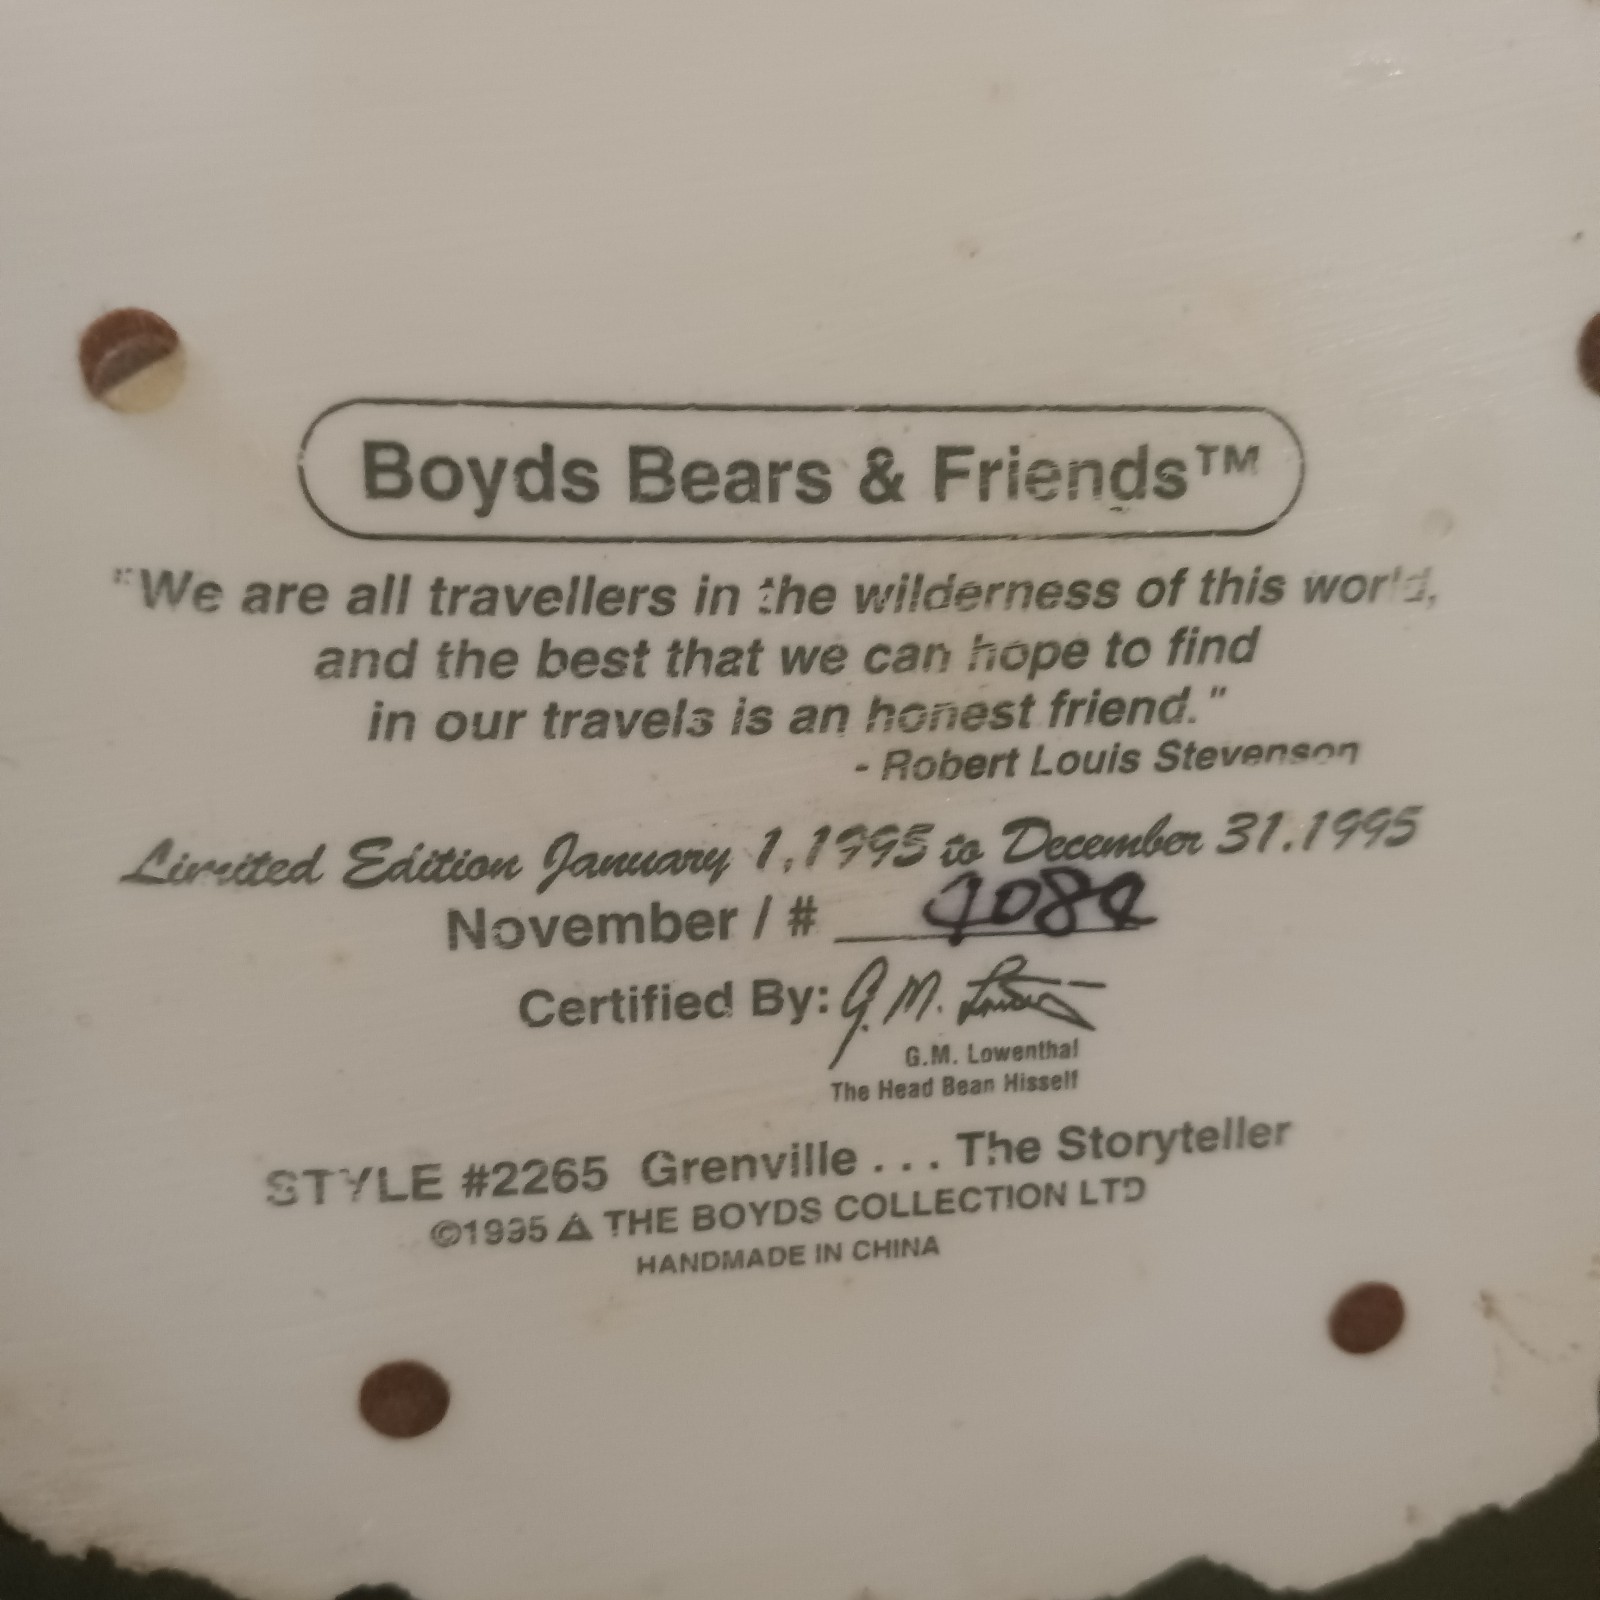 Boyds Bears & Friends™
"We are all travellers in the wilderness of this world,
and the best that we can hope to find
in our travels is an honest friend."
- Robert Louis Stevenson
Limited Edition January 1, 1995 to December 31.1995
November / #
Certified By: G.M.
G.M. Lowenthal
The Head Bean Hisself
STYLE #2265 Grenville . . . The Storyteller
©1995 Δ THE BOYDS COLLECTION LTD
HANDMADE IN CHINA